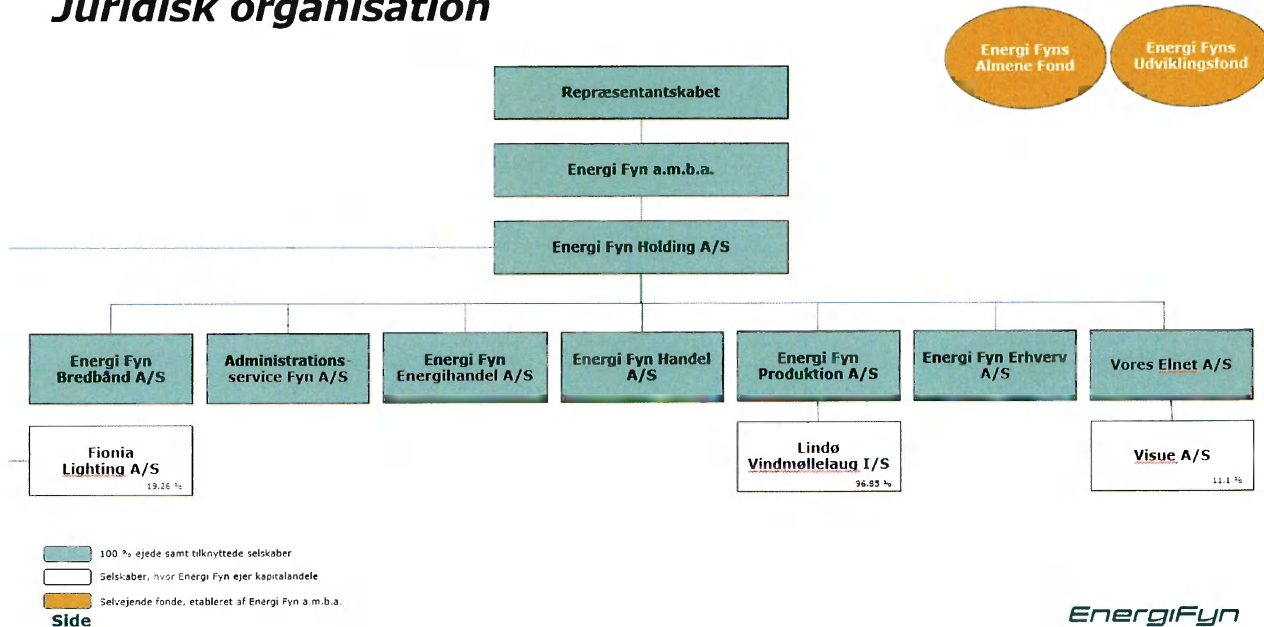 Juridisk organisation
Energi Fyns
Almene Fond
Energi Fyns
Udviklingsfond
Repræsentantskabet
Energi Fyn a.m.b.a.
Energi Fyn Holding A/S
Energi Fyn
Bredbånd A/S
Administrations-
service Fyn A/S
Energi Fyn
Energihandel A/S
Energi Fyn Handel
A/S
Energi Fyn
Produktion A/S
Energi Fyn Erhverv
A/S
Vores Elnet A/S
Fionia
Lighting A/S
19.26 %
Lindø
Vindmøllelaug I/S
96.85 %
Visue A/S
11.1 %
100 % ejede samt tilknyttede selskaber
Selskaber, hvor Energi Fyn ejer kapitalandele
Selvejende fonde, etableret af Energi Fyn a.m.b.a.
Side
EnergiFyn